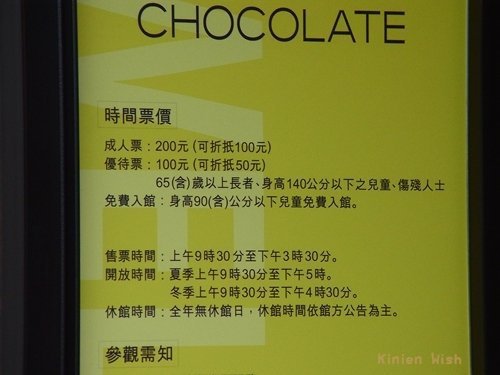 CHOCOLATE
時間票價
成人票：200元 (可折抵100元)
優待票：100元 (可折抵50元)
65(含)歲以上長者、身高140公分以下之兒童、傷殘人士
免費入館：身高90(含)公分以下兒童免費入館。
售票時間：上午9時30分至下午3時30分。
開放時間：夏季上午9時30分至下午5時。
冬季上午9時30分至下午4時30分。
休館時間：全年無休館日，休館時間依館方公告為主。
參觀需知
Kinien Wish